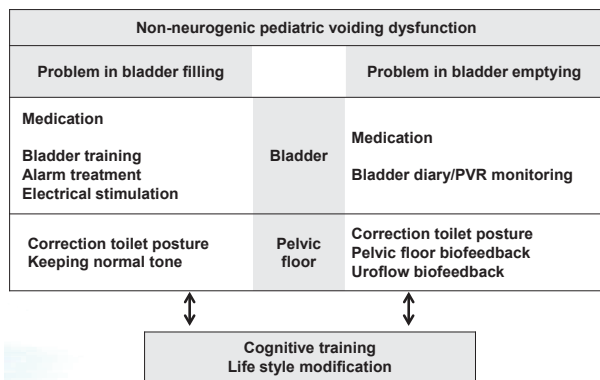 Non-neurogenic pediatric voiding dysfunction
Problem in bladder filling
Problem in bladder emptying
Medication
Bladder training
Alarm treatment
Electrical stimulation
Bladder
Medication
Bladder diary/PVR monitoring
Correction toilet posture
Keeping normal tone
Pelvic
floor
Correction toilet posture
Pelvic floor biofeedback
Uroflow biofeedback
Cognitive training
Life style modification